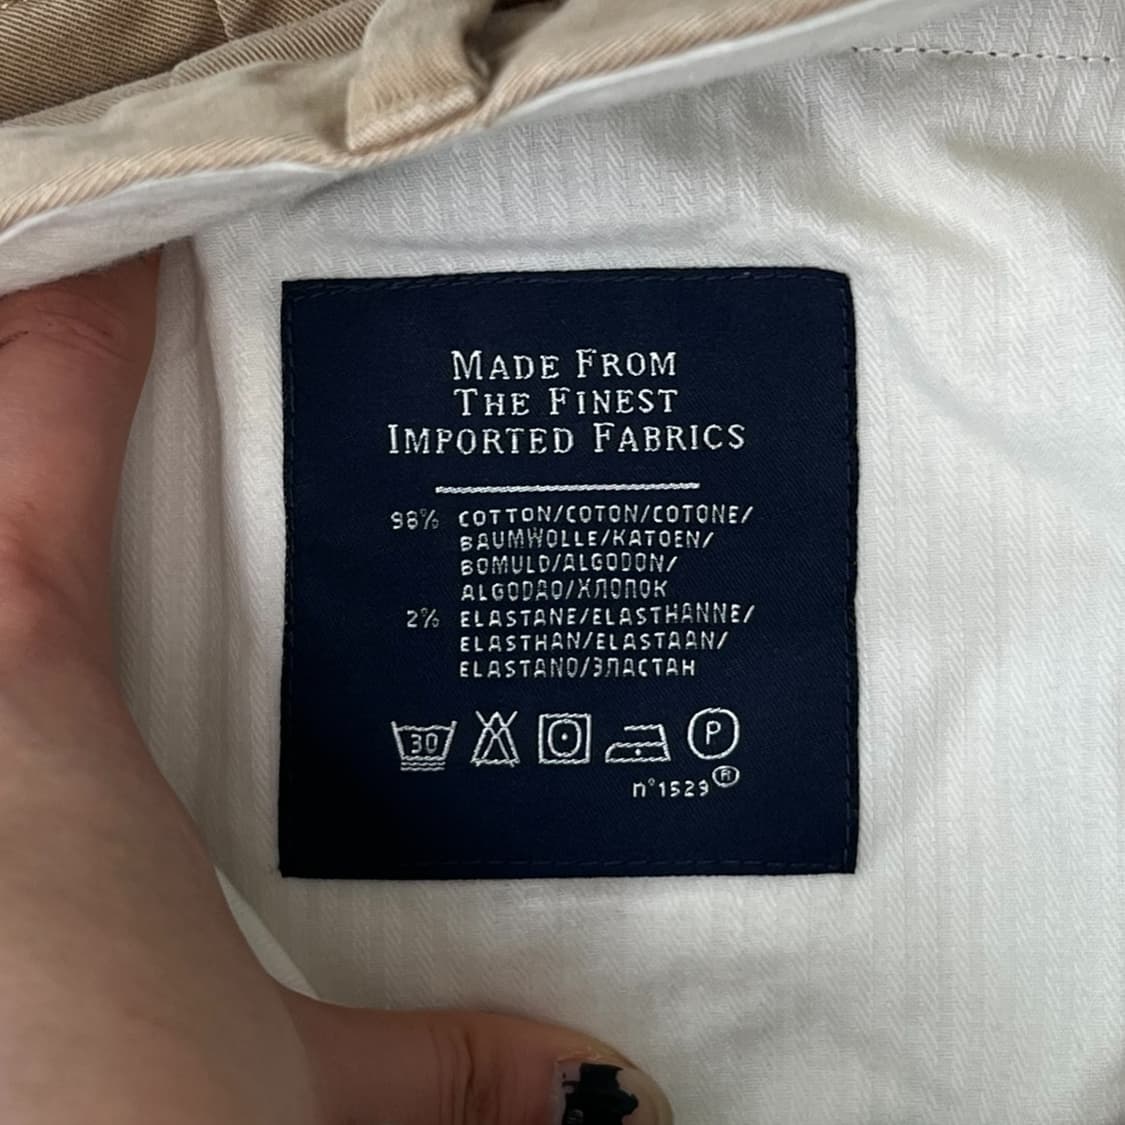 MADE FROM
THE FINEST
IMPORTED FABRICS
98% COTTON/COTON/COTONE/
BAUMWOLLE/KATOEN/
BOMULD/ALGODON/
ALGODAO/ХЛОПОК
2% ELASTANE/ELASTHANNE/
ELASTHAN/ELASTAAN/
ELASTANO/ЭЛАСТАН
30 P
n°1529®